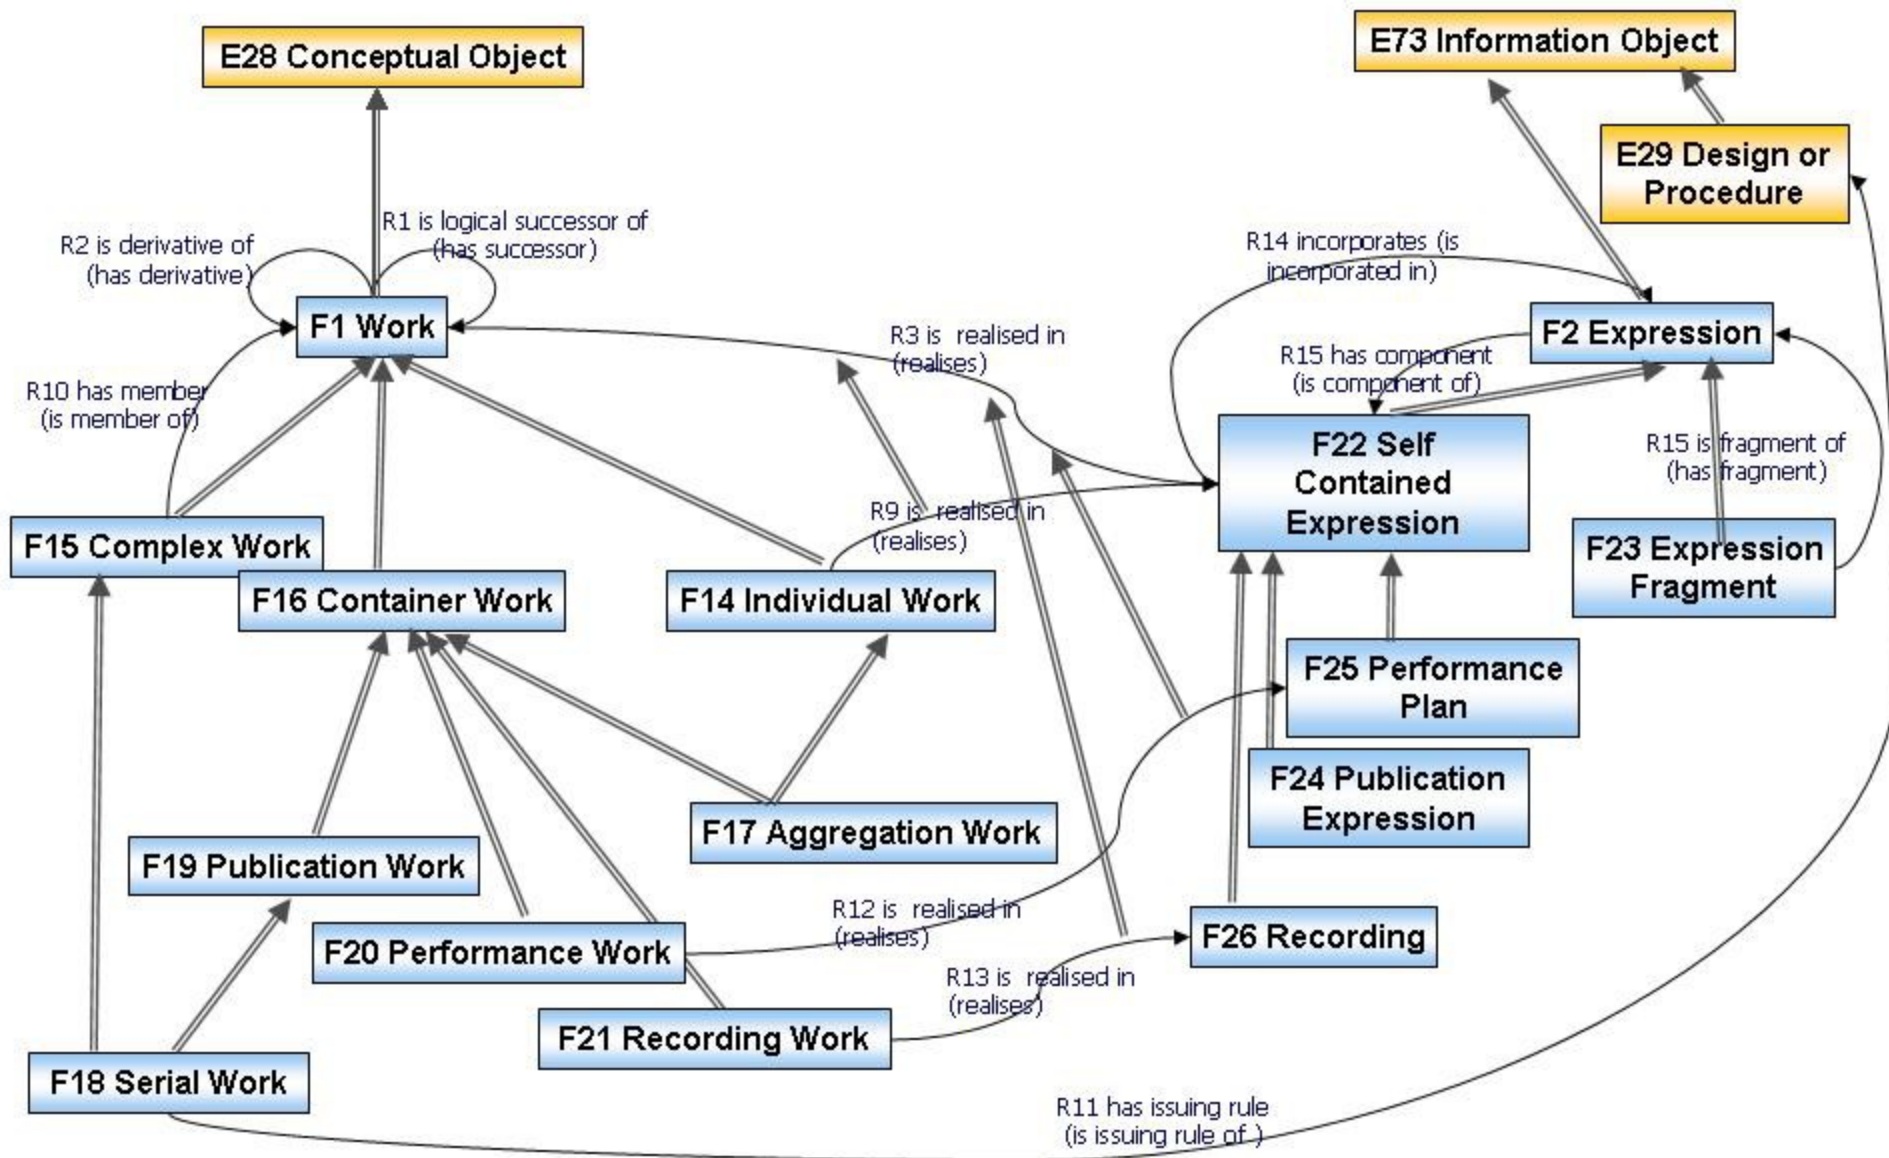 E28 Conceptual Object
E73 Information Object
E29 Design or
Procedure
R1 is logical successor of
(has successor)
R2 is derivative of
(has derivative)
R14 incorporates (is
incorporated in)
F1 Work
F2 Expression
R3 is realised in
(realises)
R15 has component
(is component of)
R10 has member
(is member of)
F22 Self
Contained
Expression
R15 is fragment of
(has fragment)
R9 is realised in
(realises)
F15 Complex Work
F23 Expression
Fragment
F16 Container Work
F14 Individual Work
F25 Performance
Plan
F24 Publication
Expression
F17 Aggregation Work
F19 Publication Work
R12 is realised in
(realises)
F20 Performance Work
F26 Recording
R13 is realised in
(realises)
F21 Recording Work
F18 Serial Work
R11 has issuing rule
(is issuing rule of )